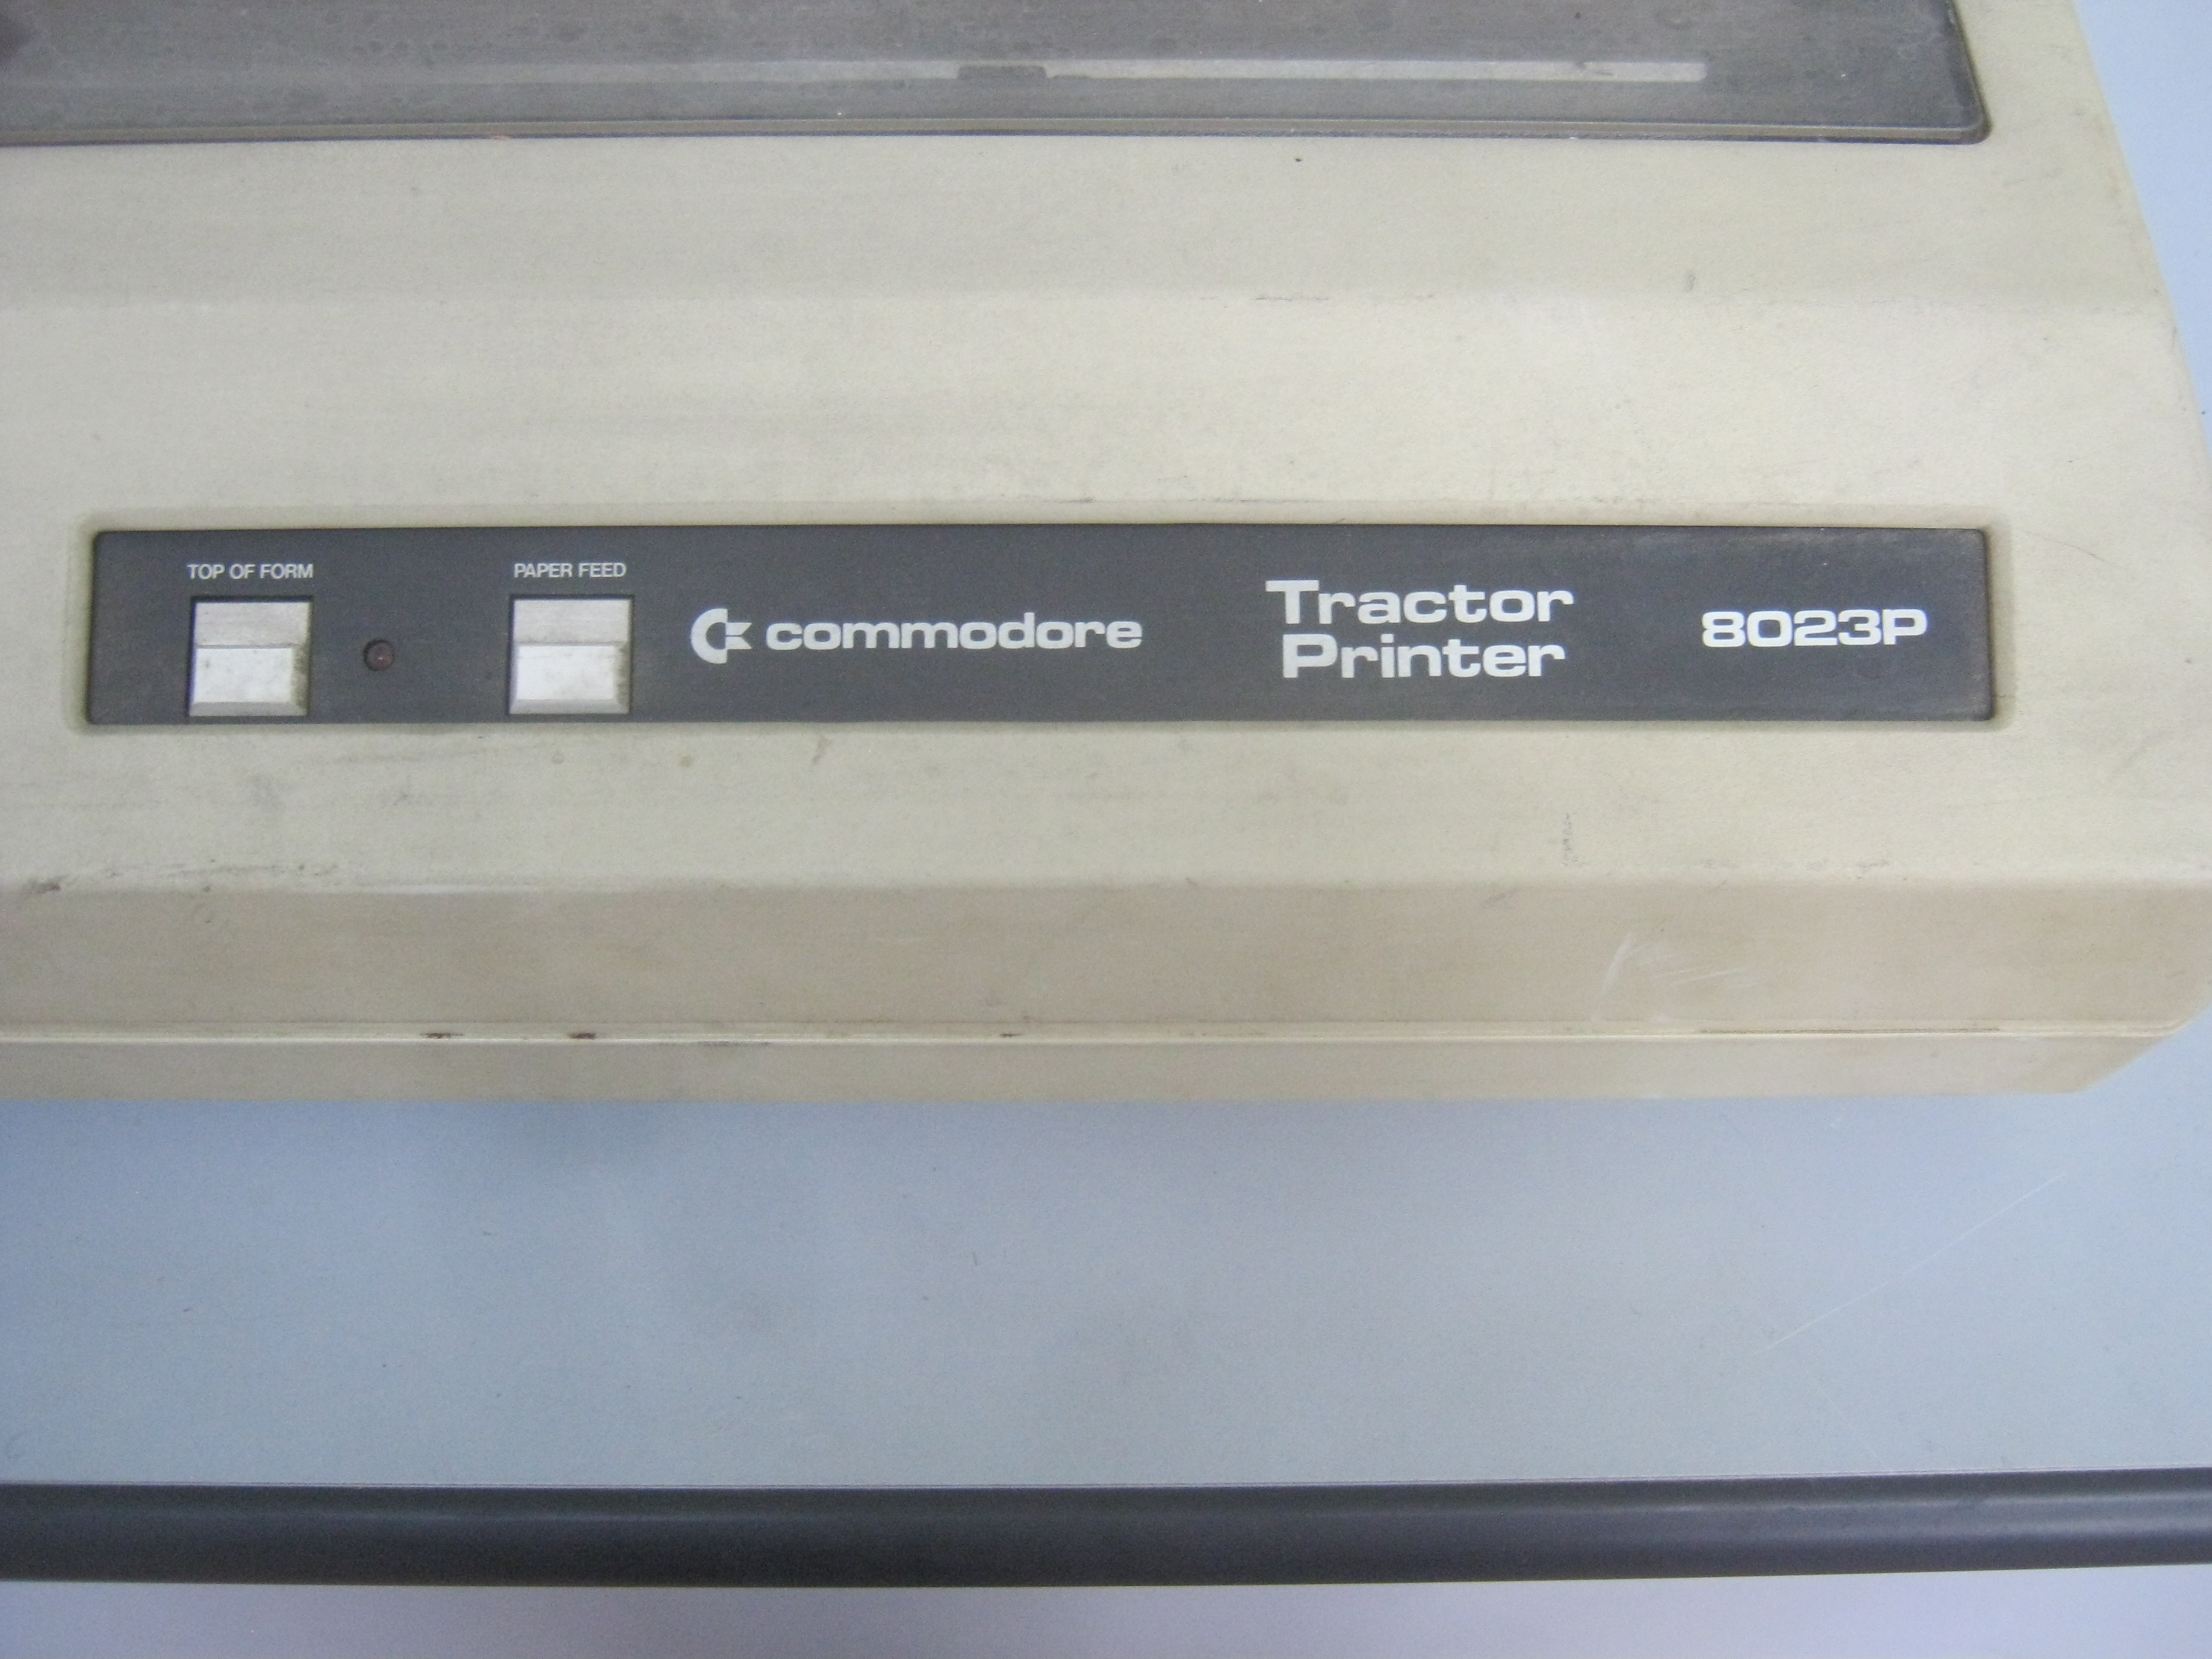 TOP OF FORM
PAPER FEED
commodore
Tractor
Printer
8023P